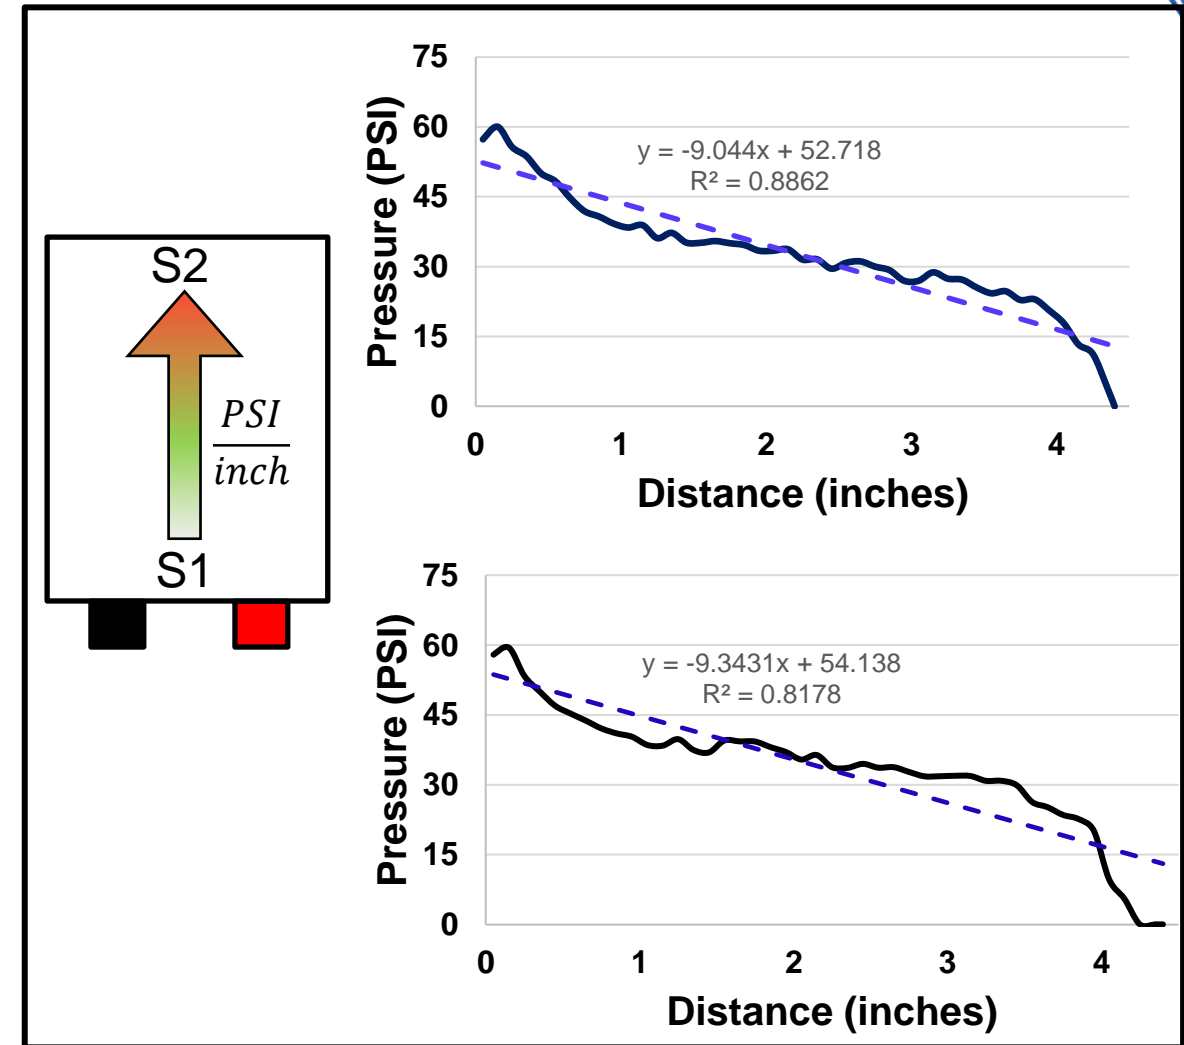 S2
PSI
inch
S1
Pressure (PSI)
75
60
45
30
15
0
y = -9.044x + 52.718
R² = 0.8862
0 1 2 3 4
Distance (inches)
Pressure (PSI)
75
60
45
30
15
0
y = -9.3431x + 54.138
R² = 0.8178
0 1 2 3 4
Distance (inches)